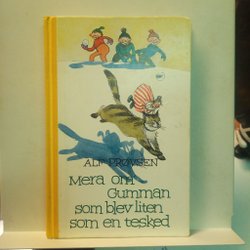 ALF PRØYSEN
Mera om
Gumman
som blev liten
som en tesked